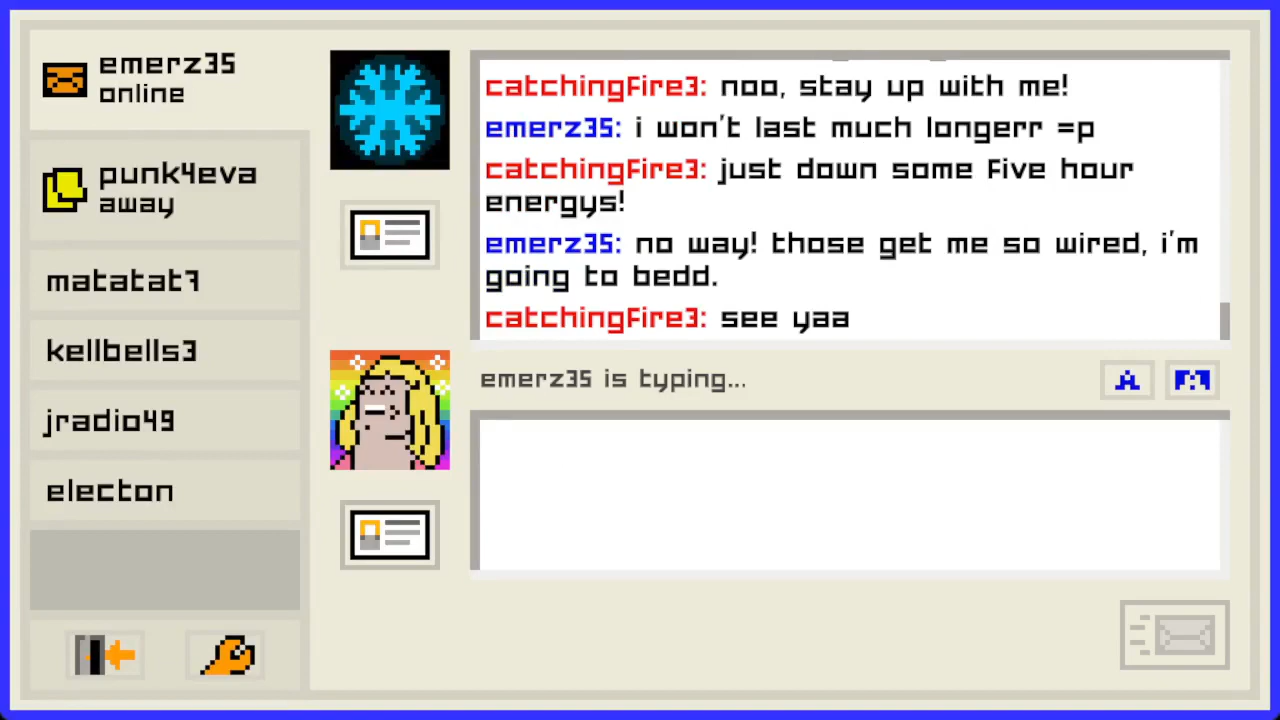 emerz35
online
punk4eva
away
matatat7
kellbells3
jradio49
electon
catchingfire3: noo, stay up with me!
emerz35: i won't last much longerr =p
catchingfire3: just down some five hour
energys!
emerz35: no way! those get me so wired, i'm
going to bedd.
catchingfire3: see yaa
emerz35 is typing...
A